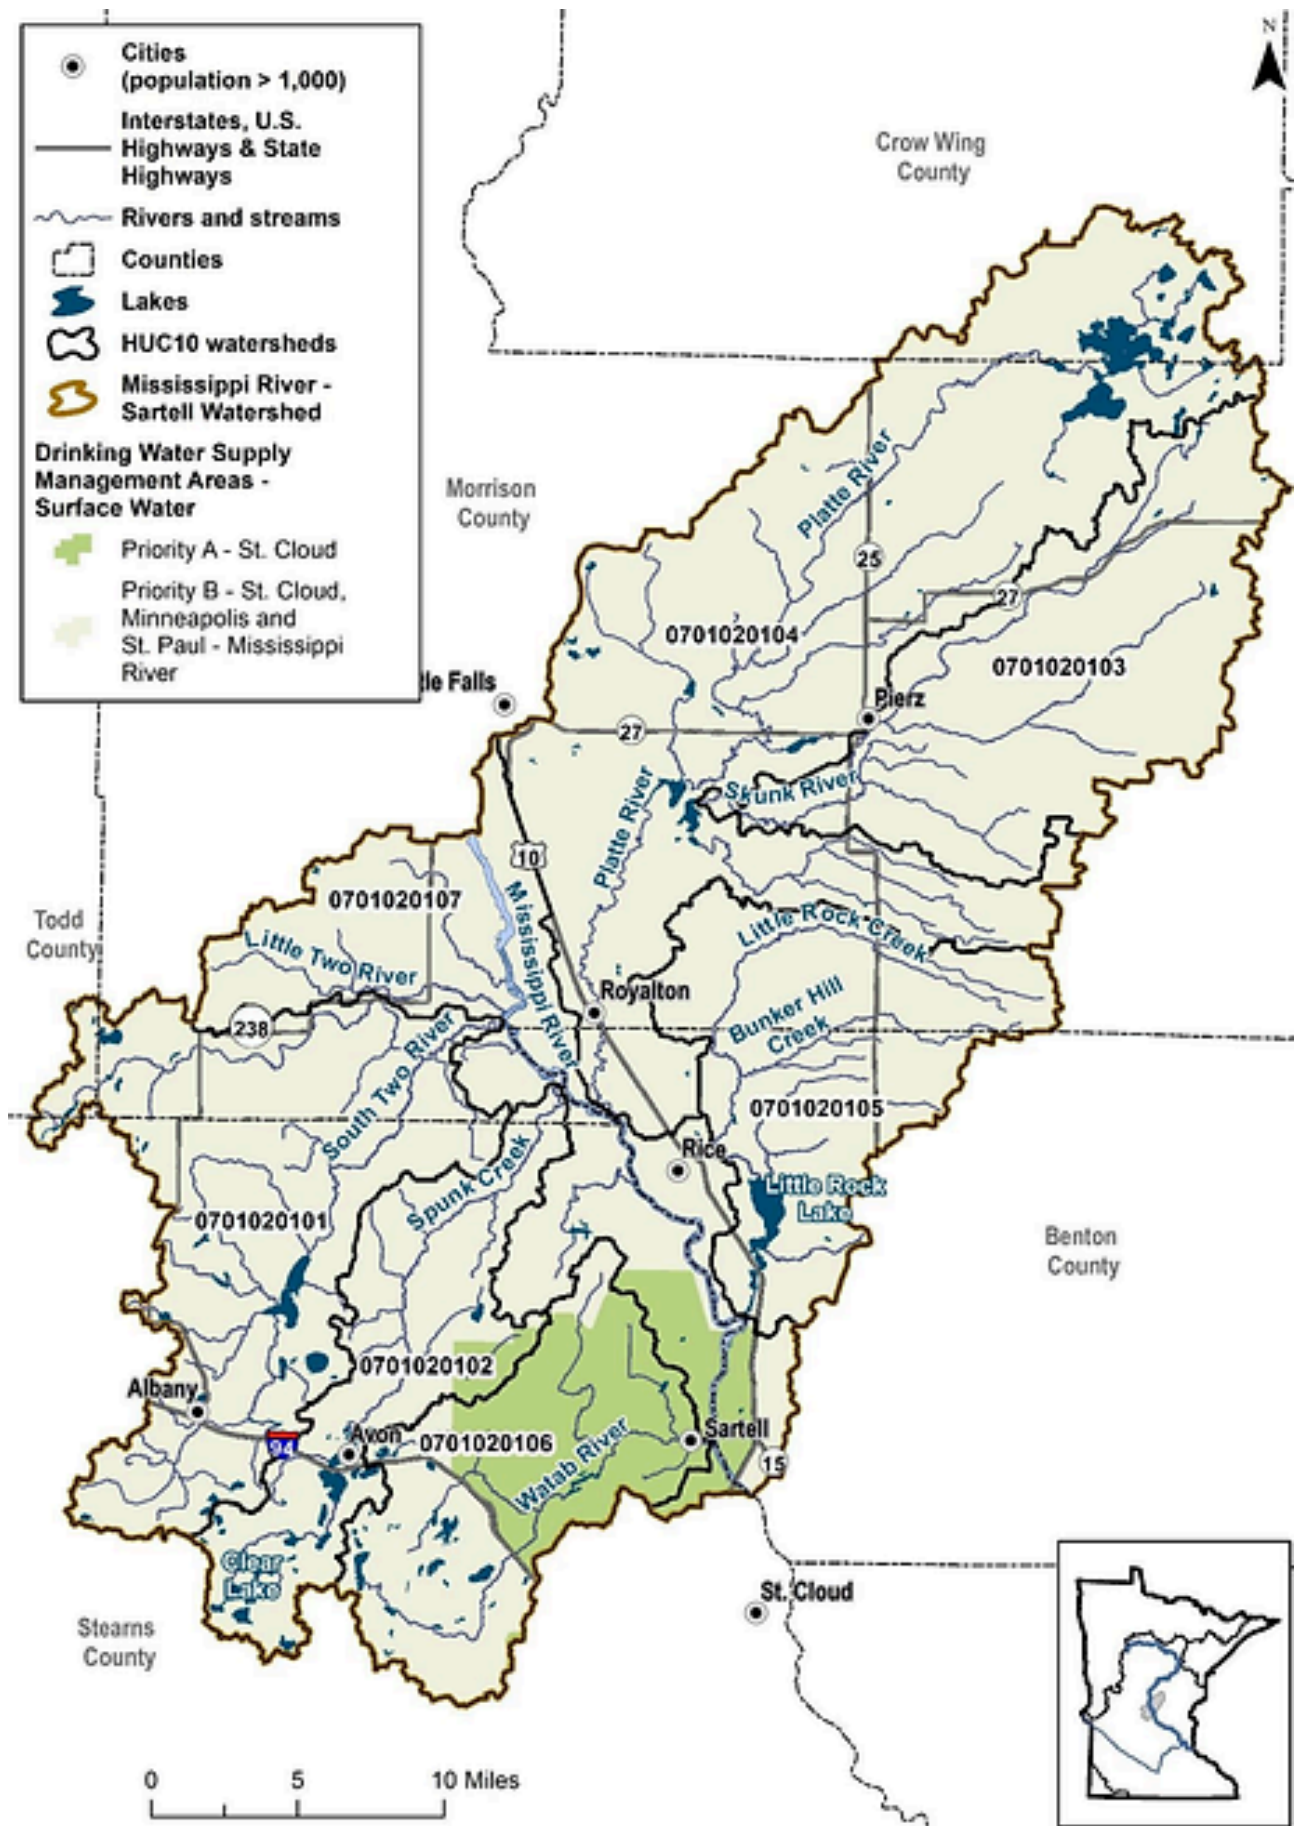 Cities
(population > 1,000)
Interstates, U.S.
Highways & State
Highways
Rivers and streams
Counties
Lakes
HUC10 watersheds
Mississippi River -
Sartell Watershed
Drinking Water Supply
Management Areas -
Surface Water
Priority A - St. Cloud
Priority B - St. Cloud,
Minneapolis and
St. Paul - Mississippi
River
N
Crow Wing
County
Morrison
County
Platte River
25
27
0701020104
0701020103
tle Falls
Pierz
27
Skunk River
Platte River
10
Mississippi River
0701020107
Todd
County
Little Two River
Little Rock Creek
Royalton
Bunker Hill
Creek
238
South Two River
0701020105
Rice
Spunk Creek
Little Rock
Lake
0701020101
Benton
County
0701020102
Albany
Avon
94
0701020106
Sartell
Watab River
15
Clear
Lake
St. Cloud
Stearns
County
0 5 10 Miles